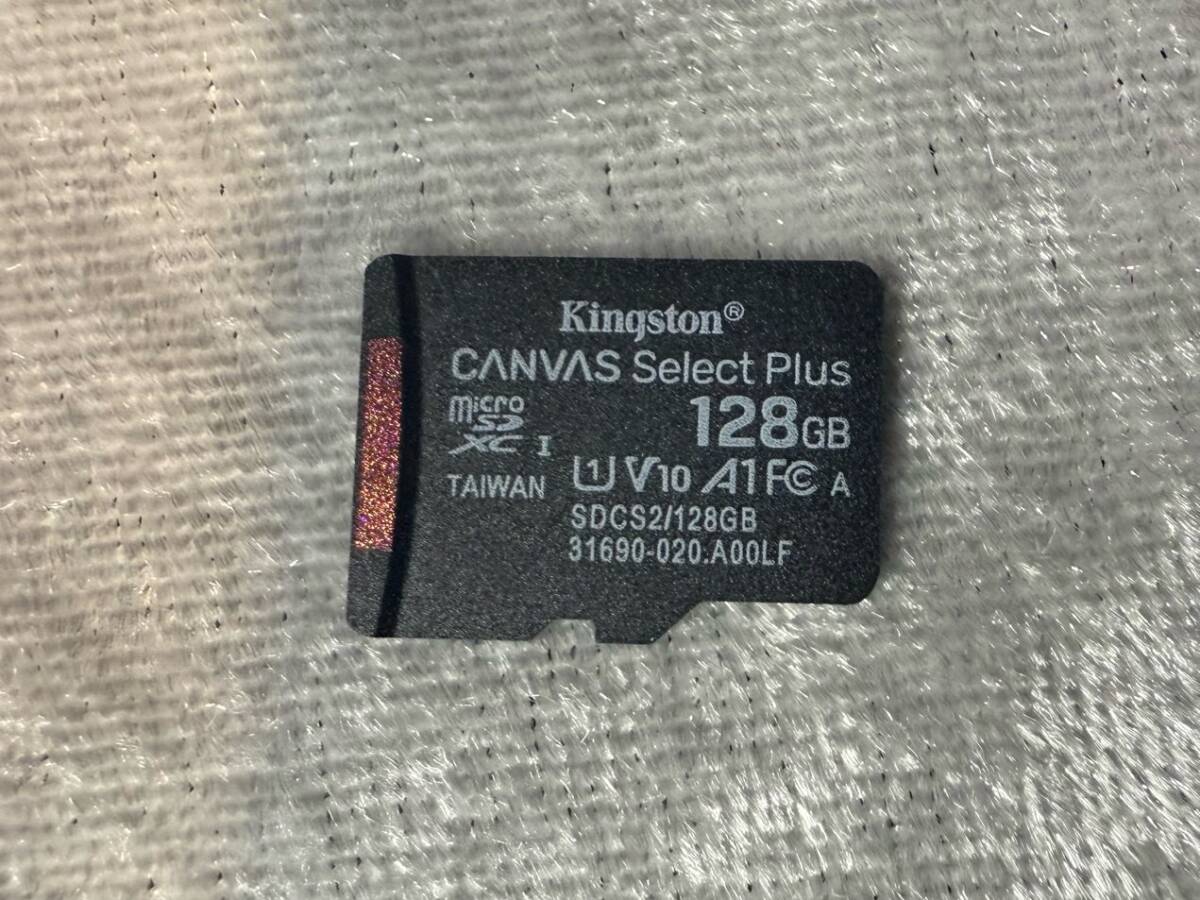 Kingston®
CANVAS Select Plus
micro SD XC I
128GB
TAIWAN
U1 V10 A1 FC A
SDCS2/128GB
31690-020.A00LF